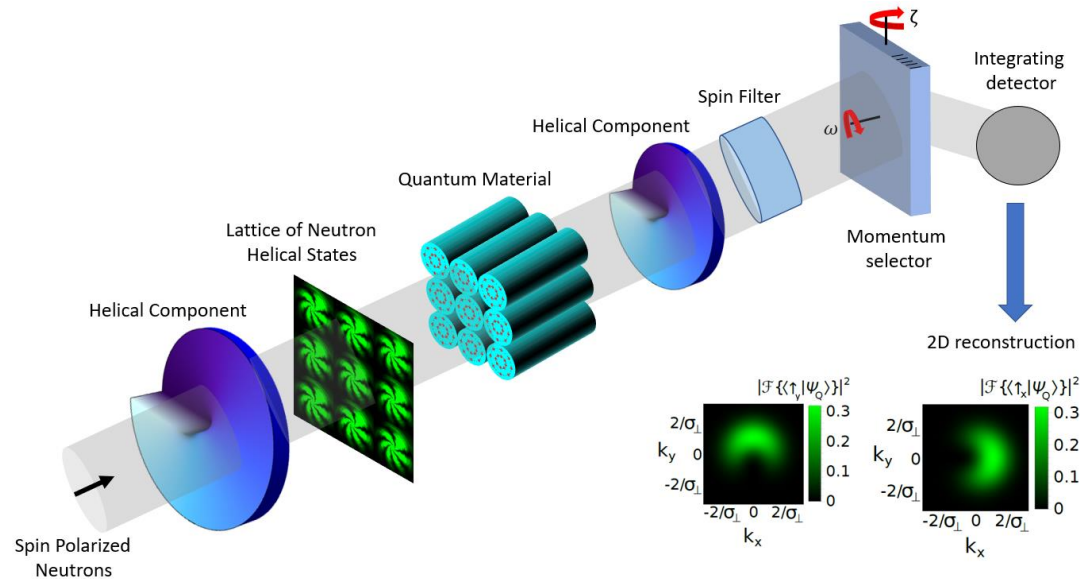 ζ
Integrating
detector
Spin Filter
ω
Helical Component
Quantum Material
Momentum
selector
Lattice of Neutron
Helical States
Helical Component
2D reconstruction
|ℱ{⟨↑y|ΨQ⟩}|²
0.3
0.2
0.1
0
2/σ⊥
0
-2/σ⊥
ky
-2/σ⊥ 0 2/σ⊥
kx
|ℱ{⟨↑x|ΨQ⟩}|²
0.3
0.2
0.1
0
2/σ⊥
0
-2/σ⊥
ky
-2/σ⊥ 0 2/σ⊥
kx
Spin Polarized
Neutrons